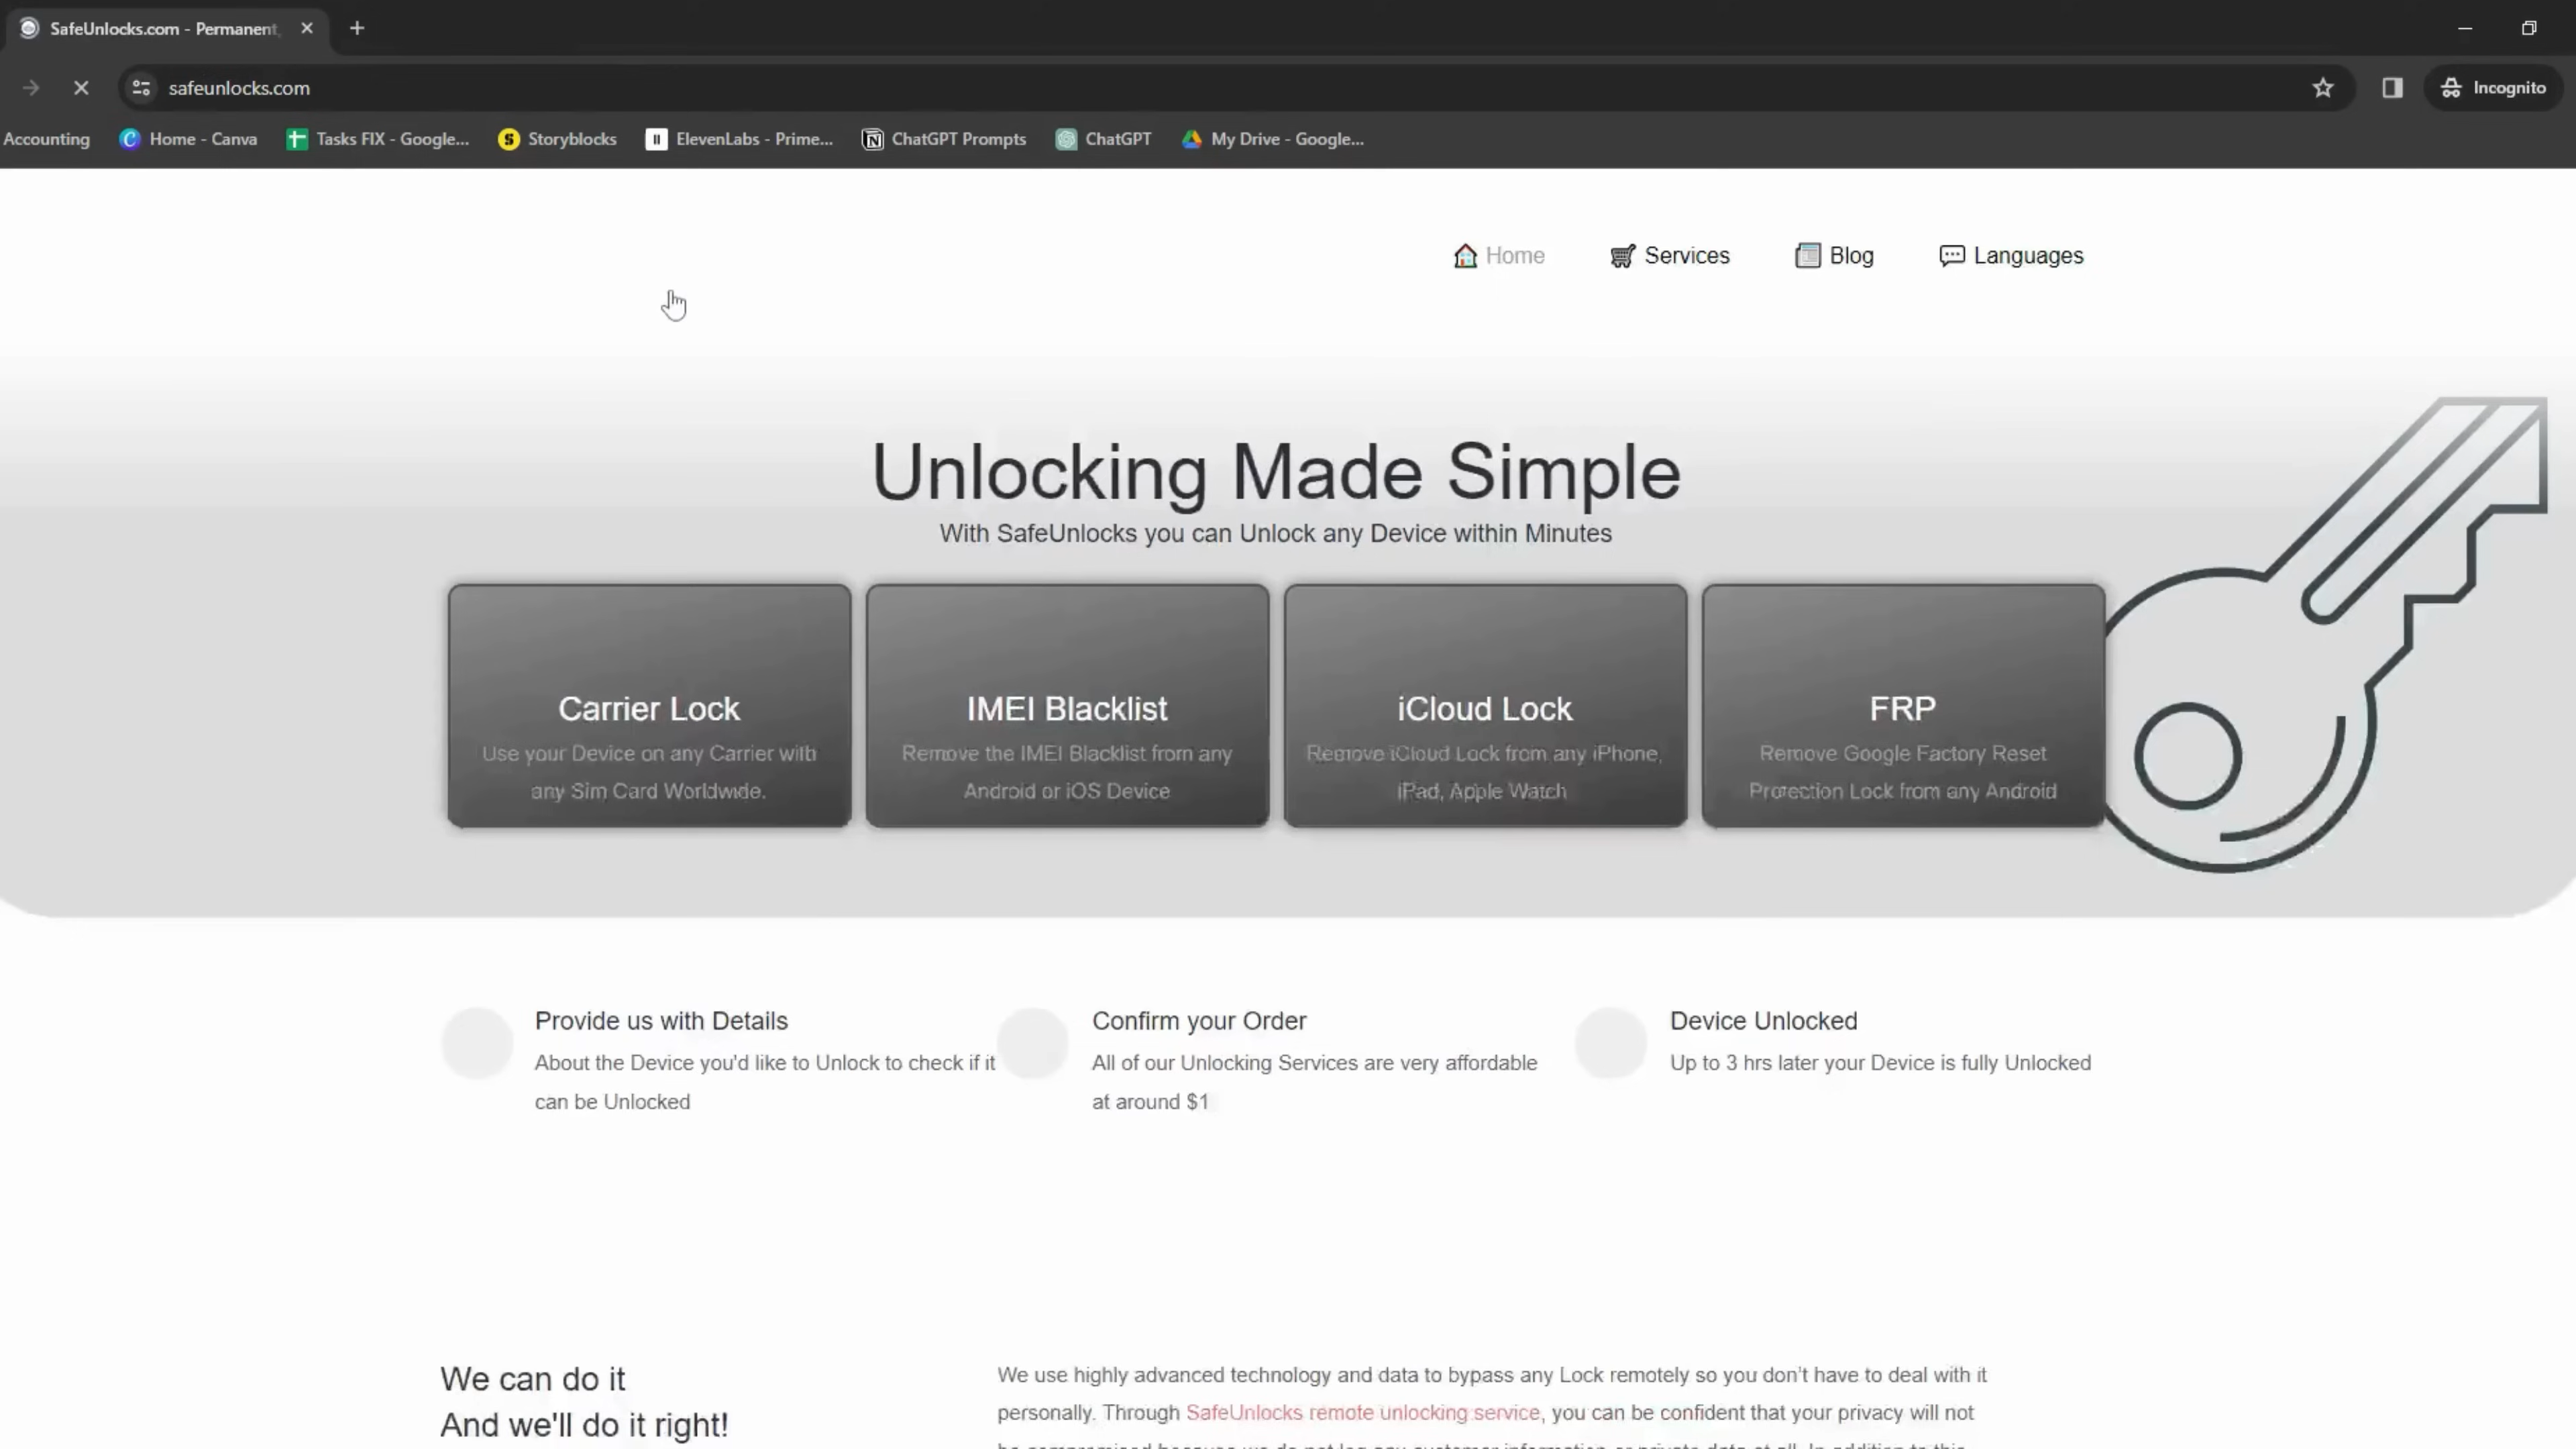 SafeUnlocks.com - Permanent,
safeunlocks.com
Incognito
Accounting
Home - Canva
Tasks FIX - Google...
Storyblocks
ElevenLabs - Prime...
ChatGPT Prompts
ChatGPT
My Drive - Google...
Home
Services
Blog
Languages
Unlocking Made Simple
With SafeUnlocks you can Unlock any Device within Minutes
Carrier Lock
Use your Device on any Carrier with
any Sim Card Worldwide.
IMEI Blacklist
Remove the IMEI Blacklist from any
Android or iOS Device
iCloud Lock
Remove iCloud Lock from any iPhone,
iPad, Apple Watch
FRP
Remove Google Factory Reset
Protection Lock from any Android
Provide us with Details
About the Device you'd like to Unlock to check if it
can be Unlocked
Confirm your Order
All of our Unlocking Services are very affordable
at around $1
Device Unlocked
Up to 3 hrs later your Device is fully Unlocked
We can do it
And we'll do it right!
We use highly advanced technology and data to bypass any Lock remotely so you don't have to deal with it
personally. Through SafeUnlocks remote unlocking service, you can be confident that your privacy will not